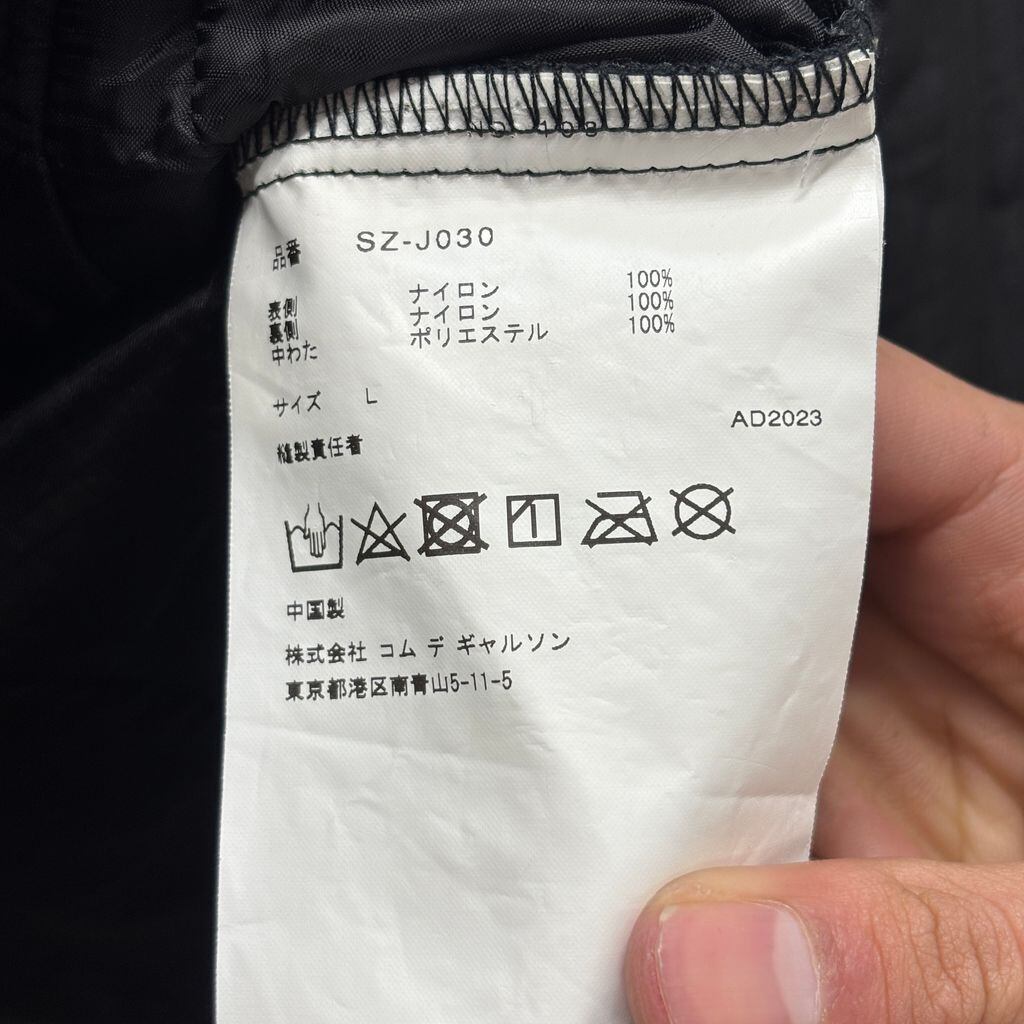 NO 108
品番 SZ-J030
表側 ナイロン 100%
裏側 ナイロン 100%
中わた ポリエステル 100%
サイズ L
AD2023
縫製責任者
中国製
株式会社 コム デ ギャルソン
東京都港区南青山5-11-5